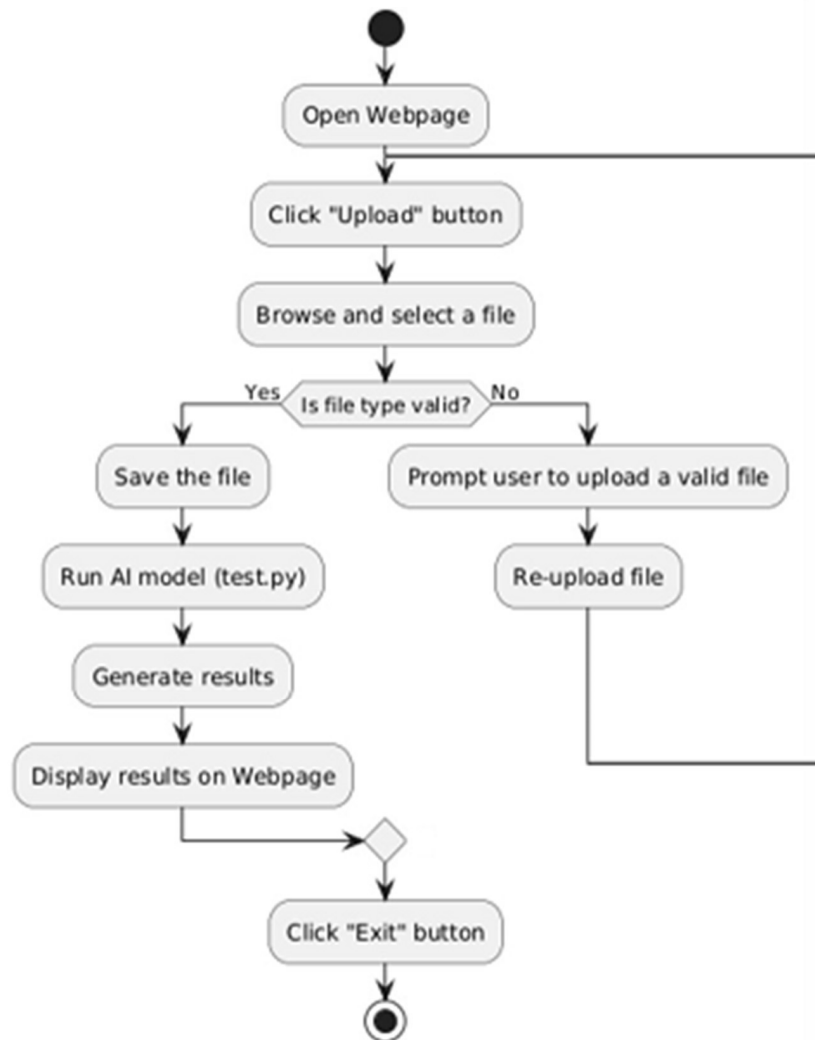 Open Webpage
Click "Upload" button
Browse and select a file
Yes
Is file type valid?
No
Save the file
Prompt user to upload a valid file
Run AI model (test.py)
Re-upload file
Generate results
Display results on Webpage
Click "Exit" button